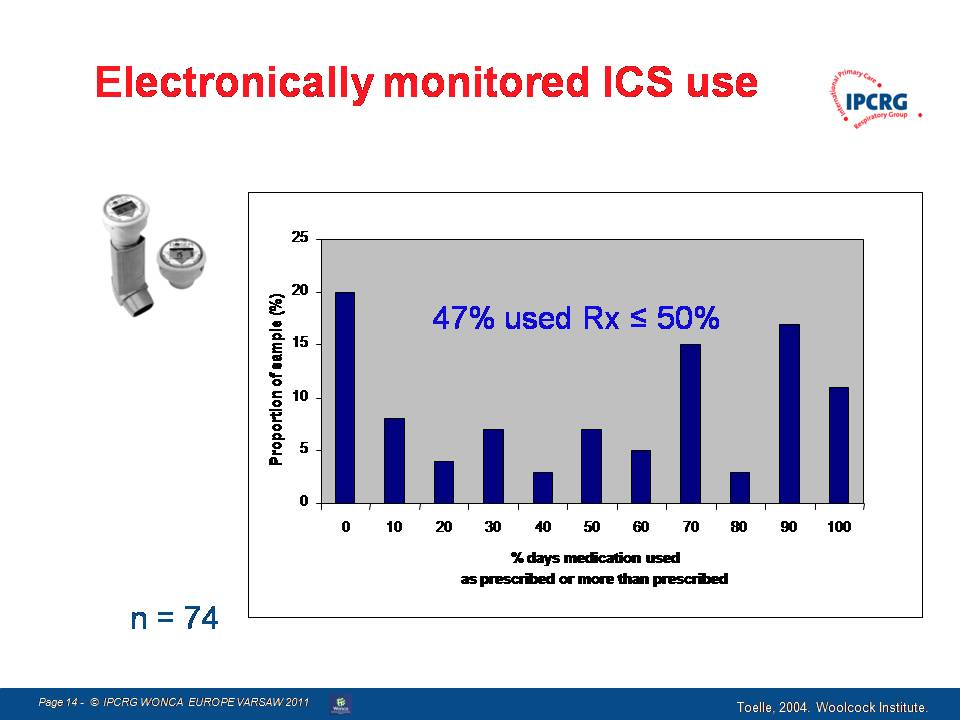 Electronically monitored ICS use
International Primary Care
IPCRG
Respiratory Group
25
20
15
10
5
0
Proportion of sample (%)
47% used Rx ≤ 50%
0 10 20 30 40 50 60 70 80 90 100
% days medication used
as prescribed or more than prescribed
n = 74
Page 14 - © IPCRG WONCA EUROPE VARSAW 2011
Wonca
Toelle, 2004. Woolcock Institute.